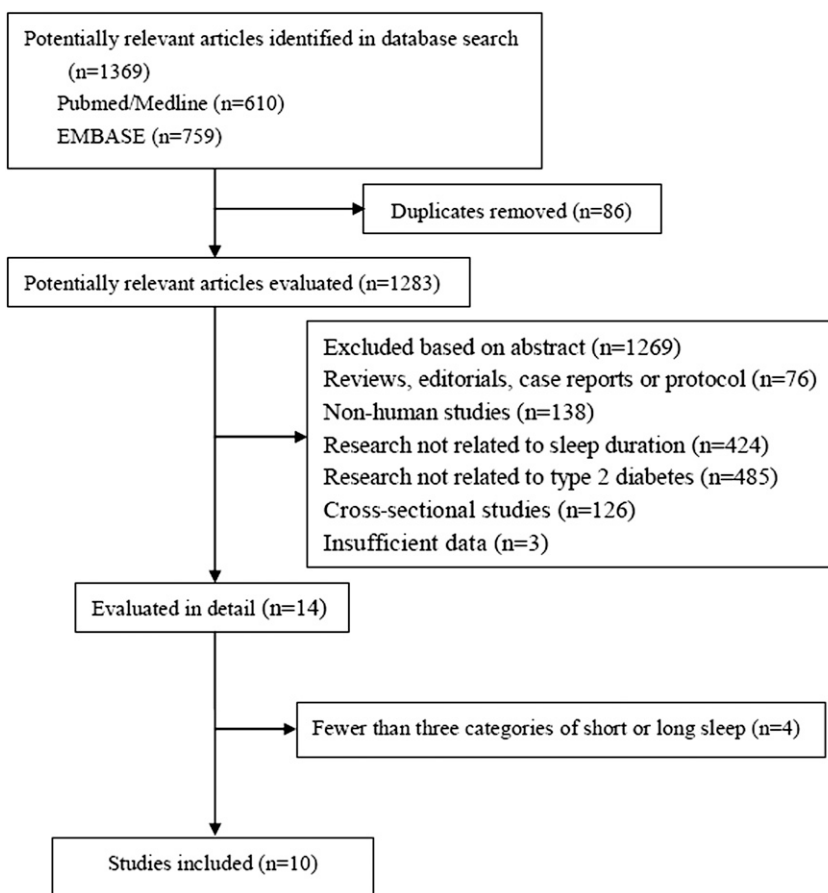 Potentially relevant articles identified in database search
(n=1369)
Pubmed/Medline (n=610)
EMBASE (n=759)
Duplicates removed (n=86)
Potentially relevant articles evaluated (n=1283)
Excluded based on abstract (n=1269)
Reviews, editorials, case reports or protocol (n=76)
Non-human studies (n=138)
Research not related to sleep duration (n=424)
Research not related to type 2 diabetes (n=485)
Cross-sectional studies (n=126)
Insufficient data (n=3)
Evaluated in detail (n=14)
Fewer than three categories of short or long sleep (n=4)
Studies included (n=10)